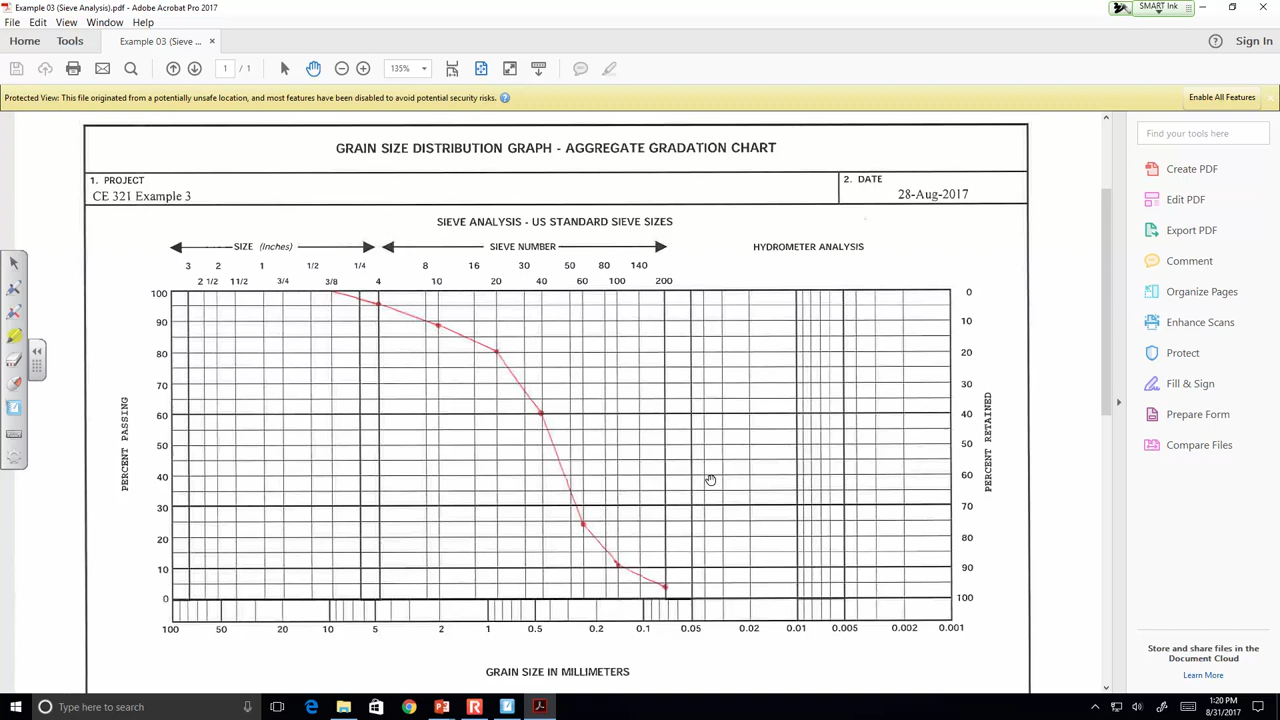 Example 03 (Sieve Analysis).pdf - Adobe Acrobat Pro 2017
SMART Ink
File Edit View Window Help
Home Tools Example 03 (Sieve ... × Sign In
1 / 1 135%
Protected View: This file originated from a potentially unsafe location, and most features have been disabled to avoid potential security risks. Enable All Features
GRAIN SIZE DISTRIBUTION GRAPH - AGGREGATE GRADATION CHART
1. PROJECT
CE 321 Example 3
2. DATE
28-Aug-2017
SIEVE ANALYSIS - US STANDARD SIEVE SIZES
SIZE (Inches) SIEVE NUMBER HYDROMETER ANALYSIS
3 2 1 1/2 1/4 8 16 30 50 80 140
2 1/2 11/2 3/4 3/8 4 10 20 40 60 100 200
100 0
90 10
80 20
70 30
60 40
50 50
40 60
30 70
20 80
10 90
0 100
PERCENT PASSING
PERCENT RETAINED
100 50 20 10 5 2 1 0.5 0.2 0.1 0.05 0.02 0.01 0.005 0.002 0.001
GRAIN SIZE IN MILLIMETERS
Find your tools here
Create PDF
Edit PDF
Export PDF
Comment
Organize Pages
Enhance Scans
Protect
Fill & Sign
Prepare Form
Compare Files
Store and share files in the
Document Cloud
Learn More
Type here to search
1:20 PM
8/31/2017